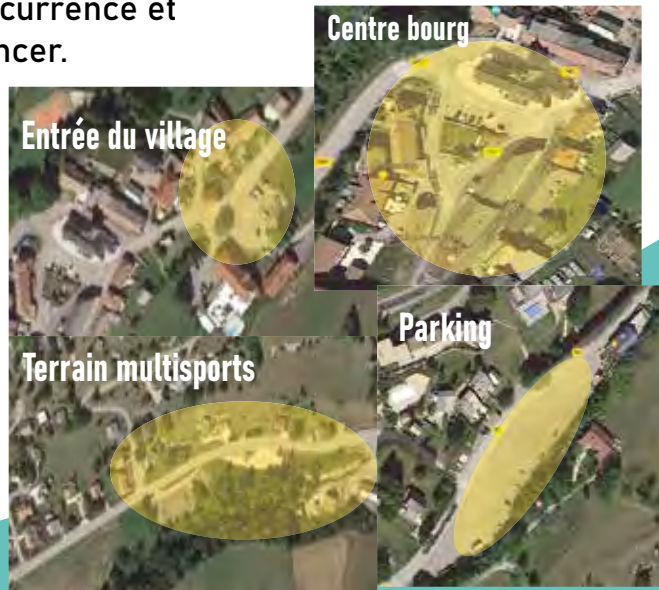 currence et
ncer.
Centre bourg
Entrée du village
Parking
Terrain multisports